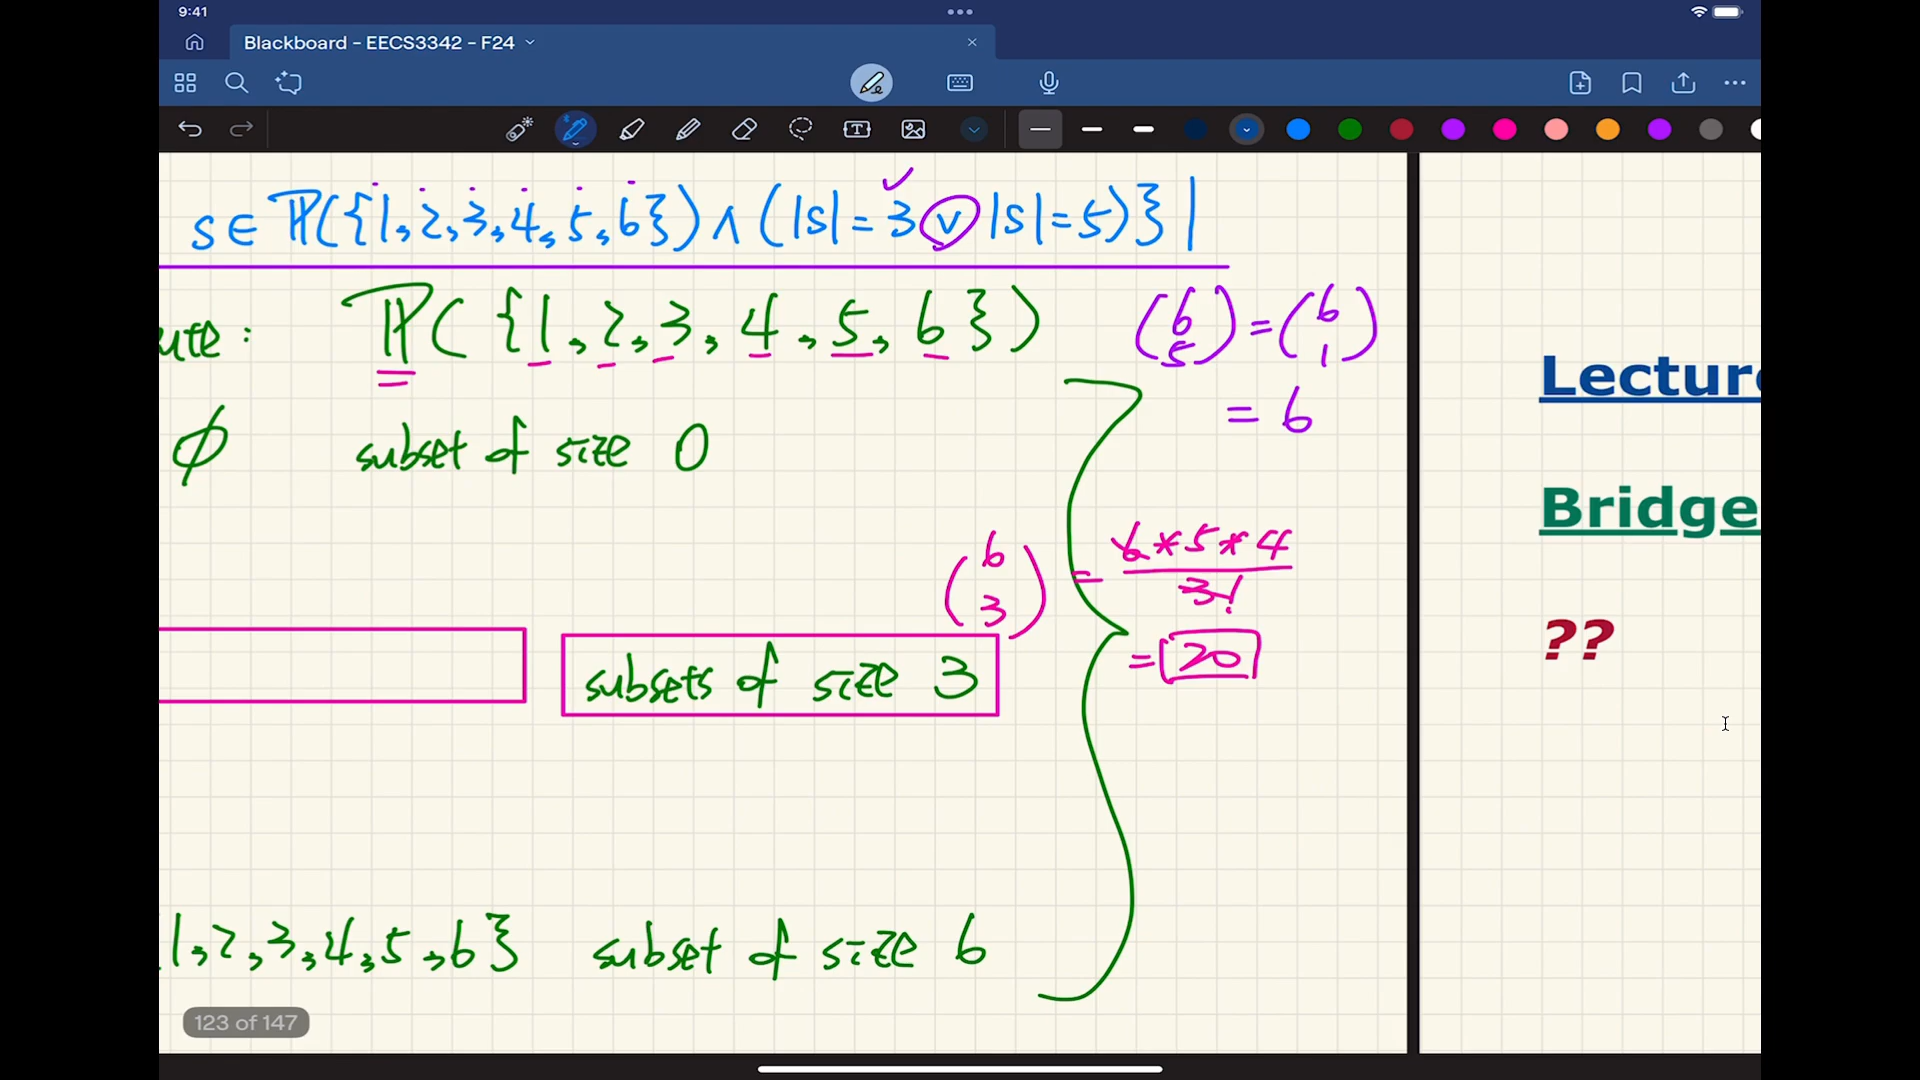 9:41
Blackboard - EECS3342 - F24
s ∈ ℙ({1,2,3,4,5,6}) ∧ (|s| = 3 ∨ |s| = 5)}|
ute : ℙ( {1, 2, 3, 4, 5, 6 } )
(6 5) = (6 1)
= 6
∅ subset of size 0
(6 3) = 6 * 5 * 4 / 3!
= 20
subsets of size 3
1,2,3,4,5,6} subset of size 6
123 of 147
Lecture
Bridge
??